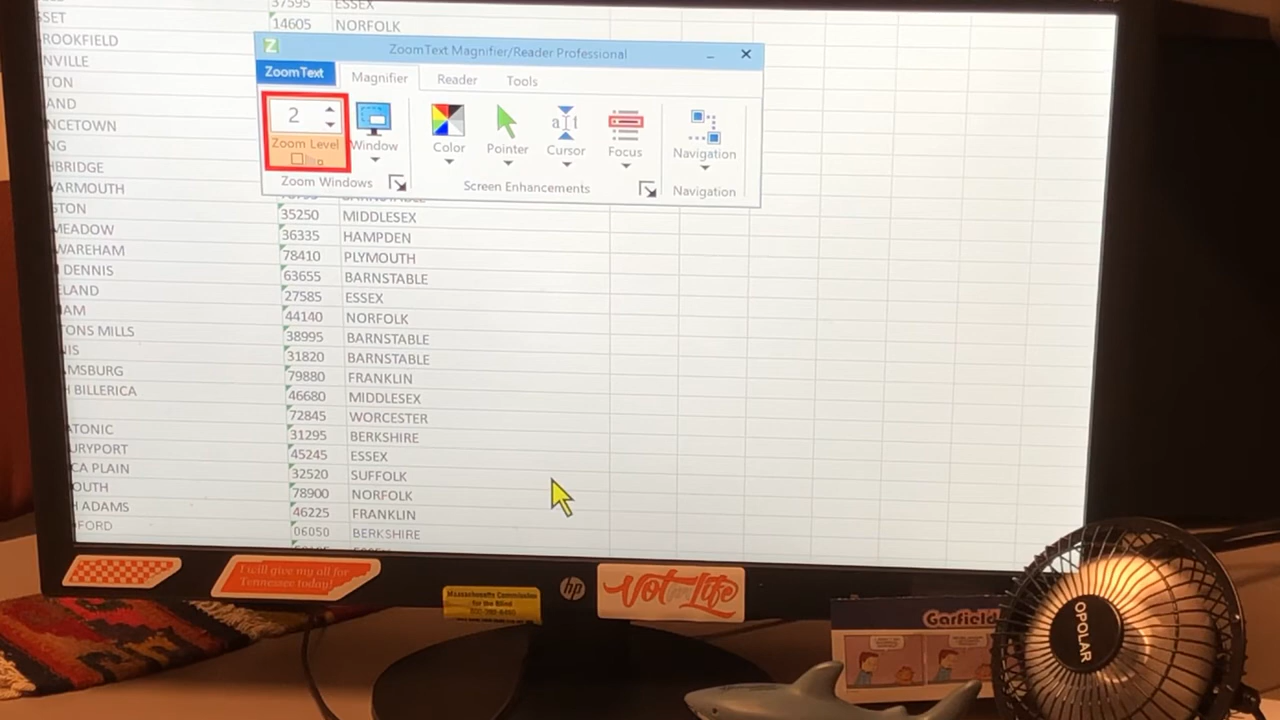 37595 ESSEX
SET 14605 NORFOLK
ROOKFIELD
NVILLE
TON
AND
NCETOWN
NG
HBRIDGE
YARMOUTH
STON 35250 MIDDLESEX
MEADOW 36335 HAMPDEN
WAREHAM 78410 PLYMOUTH
DENNIS 63655 BARNSTABLE
ELAND 27585 ESSEX
AM 44140 NORFOLK
TONS MILLS 38995 BARNSTABLE
NIS 31820 BARNSTABLE
MSBURG 79880 FRANKLIN
H BILLERICA 46680 MIDDLESEX
72845 WORCESTER
ATONIC 31295 BERKSHIRE
URYPORT 45245 ESSEX
CA PLAIN 32520 SUFFOLK
OUTH 78900 NORFOLK
H ADAMS 46225 FRANKLIN
FORD 06050 BERKSHIRE
ZoomText Magnifier/Reader Professional
ZoomText Magnifier Reader Tools
2
Zoom Level Window Color Pointer Cursor Focus Navigation
Zoom Windows Screen Enhancements Navigation
I will give my all for
Tennessee today!
Massachusetts Commission
for the Blind
hp
Vol Life
Garfield
OPOLAR